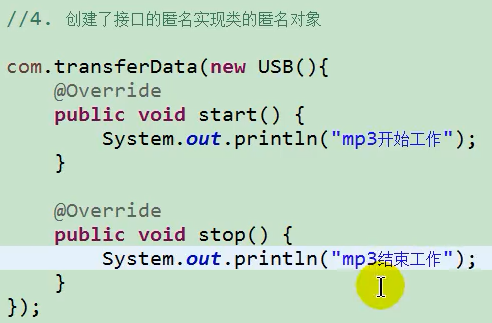 //4. 创建了接口的匿名实现类的匿名对象
com.transferData(new USB(){
@Override
public void start() {
System.out.println("mp3开始工作");
}
@Override
public void stop() {
System.out.println("mp3结束工作");
}
});